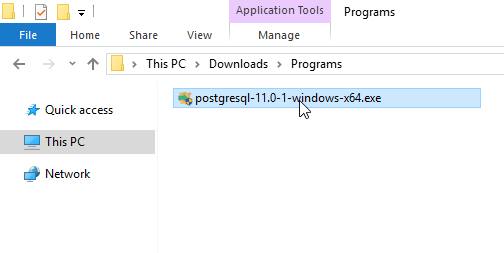 Application Tools
Programs
File
Home
Share
View
Manage
This PC
Downloads
Programs
Quick access
postgresql-11.0-1-windows-x64.exe
This PC
Network